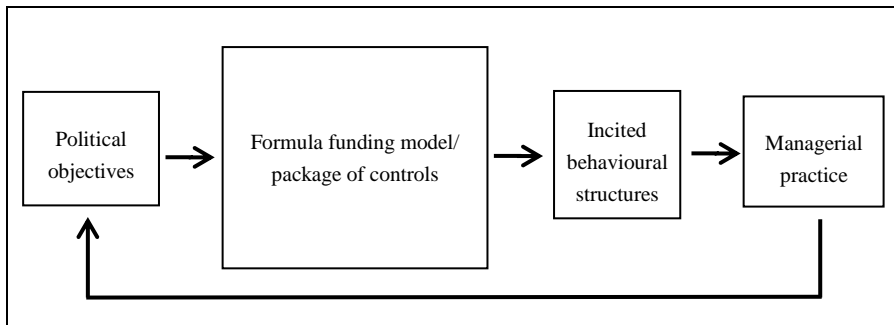 Political
objectives
Formula funding model/
package of controls
Incited
behavioural
structures
Managerial
practice